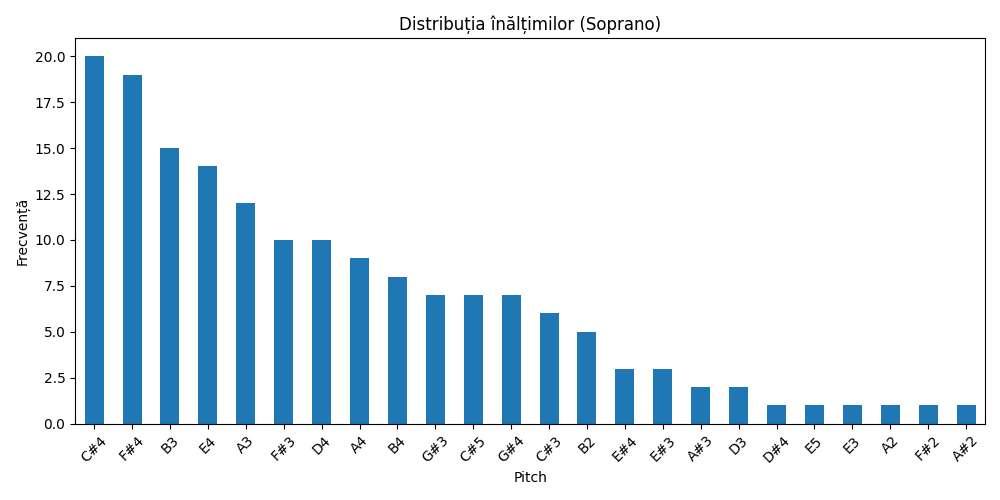 Distribuția înălțimilor (Soprano)
Frecvență
20.0
17.5
15.0
12.5
10.0
7.5
5.0
2.5
0.0
C#4 F#4 B3 E4 A3 F#3 D4 A4 B4 G#3 C#5 G#4 C#3 B2 E#4 E#3 A#3 D3 D#4 E5 E3 A2 F#2 A#2
Pitch